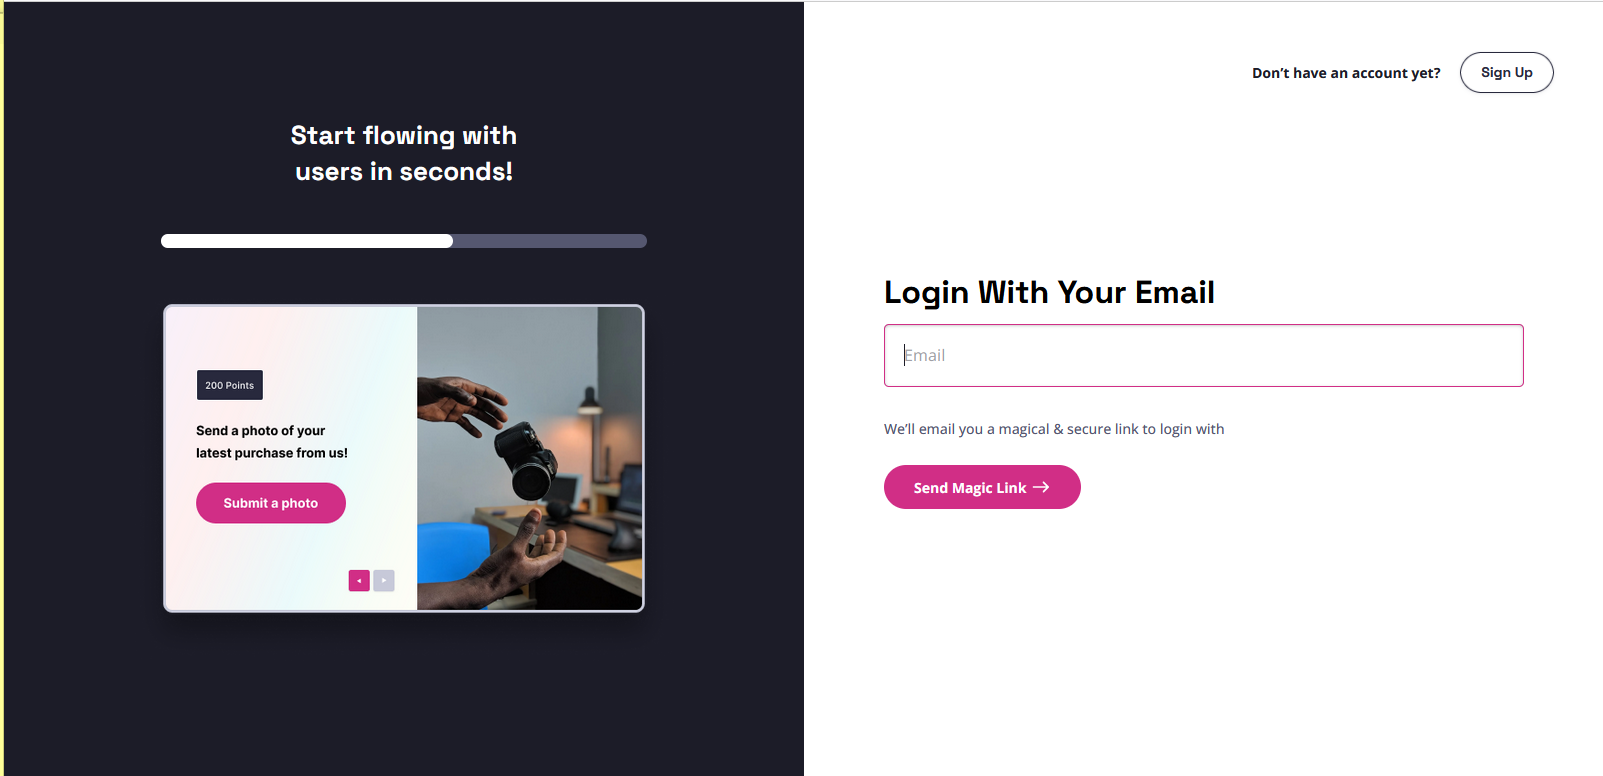 Start flowing with
users in seconds!
200 Points
Send a photo of your
latest purchase from us!
Submit a photo
Don’t have an account yet?
Sign Up
Login With Your Email
Email
We’ll email you a magical & secure link to login with
Send Magic Link →